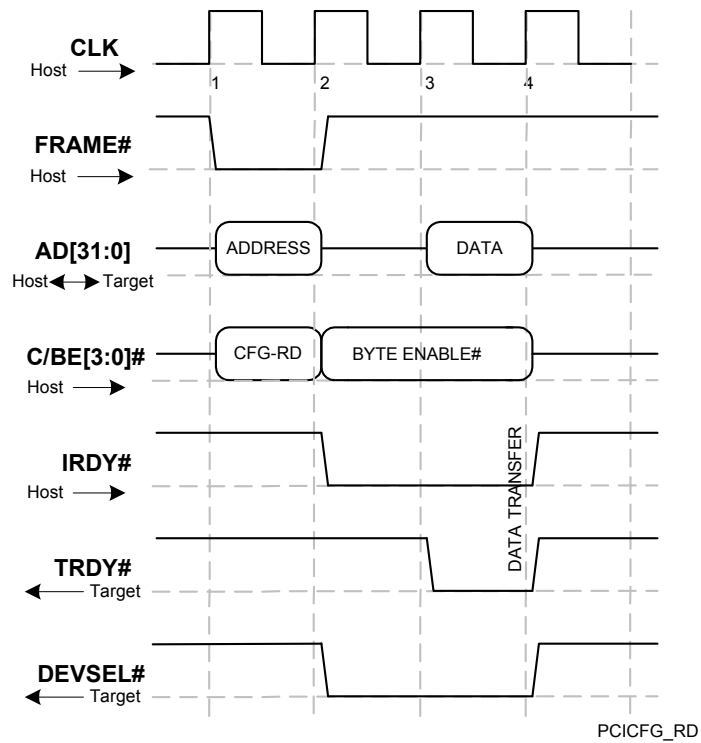 CLK
Host
1 2 3 4
FRAME#
Host
AD[31:0]
ADDRESS
DATA
Host Target
C/BE[3:0]#
CFG-RD
BYTE ENABLE#
Host
IRDY#
Host
DATA TRANSFER
TRDY#
Target
DEVSEL#
Target
PCICFG_RD